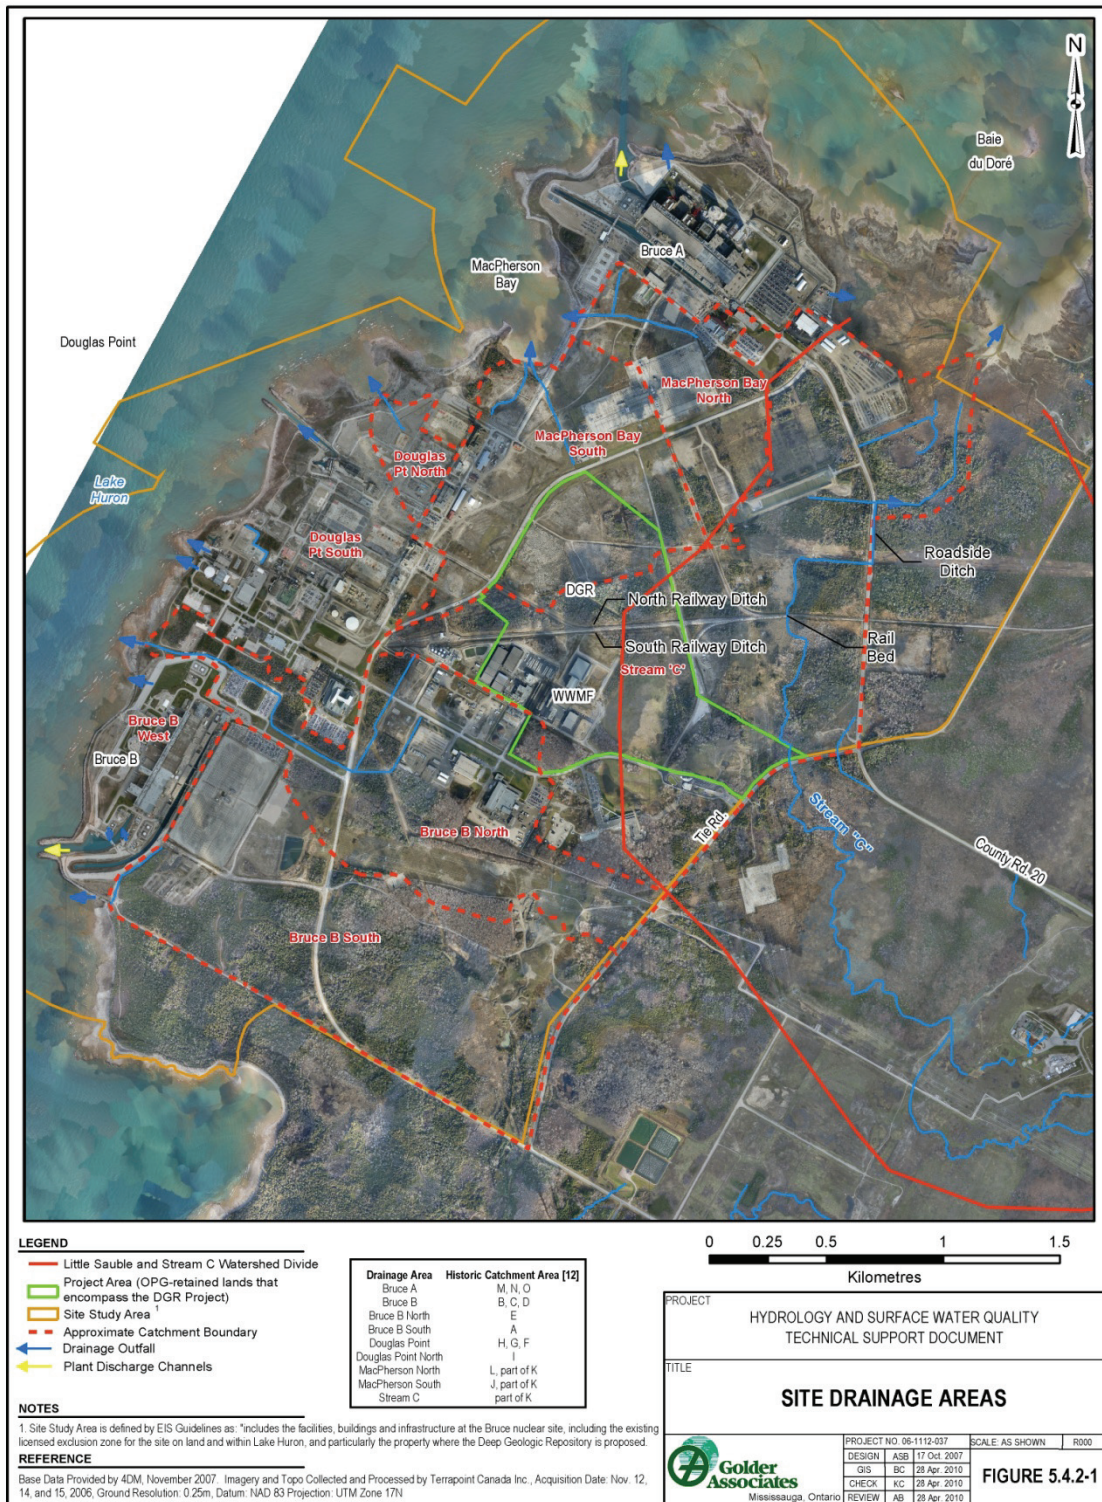 N
Baie
du Doré
Bruce A
MacPherson
Bay
Douglas Point
MacPherson Bay
North
MacPherson Bay
South
Douglas
Pt North
Lake
Huron
Douglas
Pt South
Roadside
Ditch
DGR
North Railway Ditch
South Railway Ditch
Rail
Bed
Stream 'C'
WWMF
Bruce B
West
Bruce B
Bruce B North
Tie Rd.
Stream "C"
County Rd. 20
Bruce B South
LEGEND
Little Sauble and Stream C Watershed Divide
Project Area (OPG-retained lands that
encompass the DGR Project)
Site Study Area 1
Approximate Catchment Boundary
Drainage Outfall
Plant Discharge Channels
Drainage Area Historic Catchment Area [12]
Bruce A M, N, O
Bruce B B, C, D
Bruce B North E
Bruce B South A
Douglas Point H, G, F
Douglas Point North I
MacPherson North L, part of K
MacPherson South J, part of K
Stream C part of K
0 0.25 0.5 1 1.5
Kilometres
NOTES
1. Site Study Area is defined by EIS Guidelines as: "includes the facilities, buildings and infrastructure at the Bruce nuclear site, including the existing
licensed exclusion zone for the site on land and within Lake Huron, and particularly the property where the Deep Geologic Repository is proposed.
REFERENCE
Base Data Provided by 4DM, November 2007. Imagery and Topo Collected and Processed by Terrapoint Canada Inc., Acquisition Date: Nov. 12,
14, and 15, 2006, Ground Resolution: 0.25m, Datum: NAD 83 Projection: UTM Zone 17N
PROJECT
HYDROLOGY AND SURFACE WATER QUALITY
TECHNICAL SUPPORT DOCUMENT
TITLE
SITE DRAINAGE AREAS
Golder
Associates
Mississauga, Ontario
PROJECT NO. 06-1112-037 SCALE: AS SHOWN R000
DESIGN ASB 17 Oct. 2007
GIS BC 28 Apr. 2010
CHECK KC 28 Apr. 2010
REVIEW AB 28 Apr. 2010
FIGURE 5.4.2-1